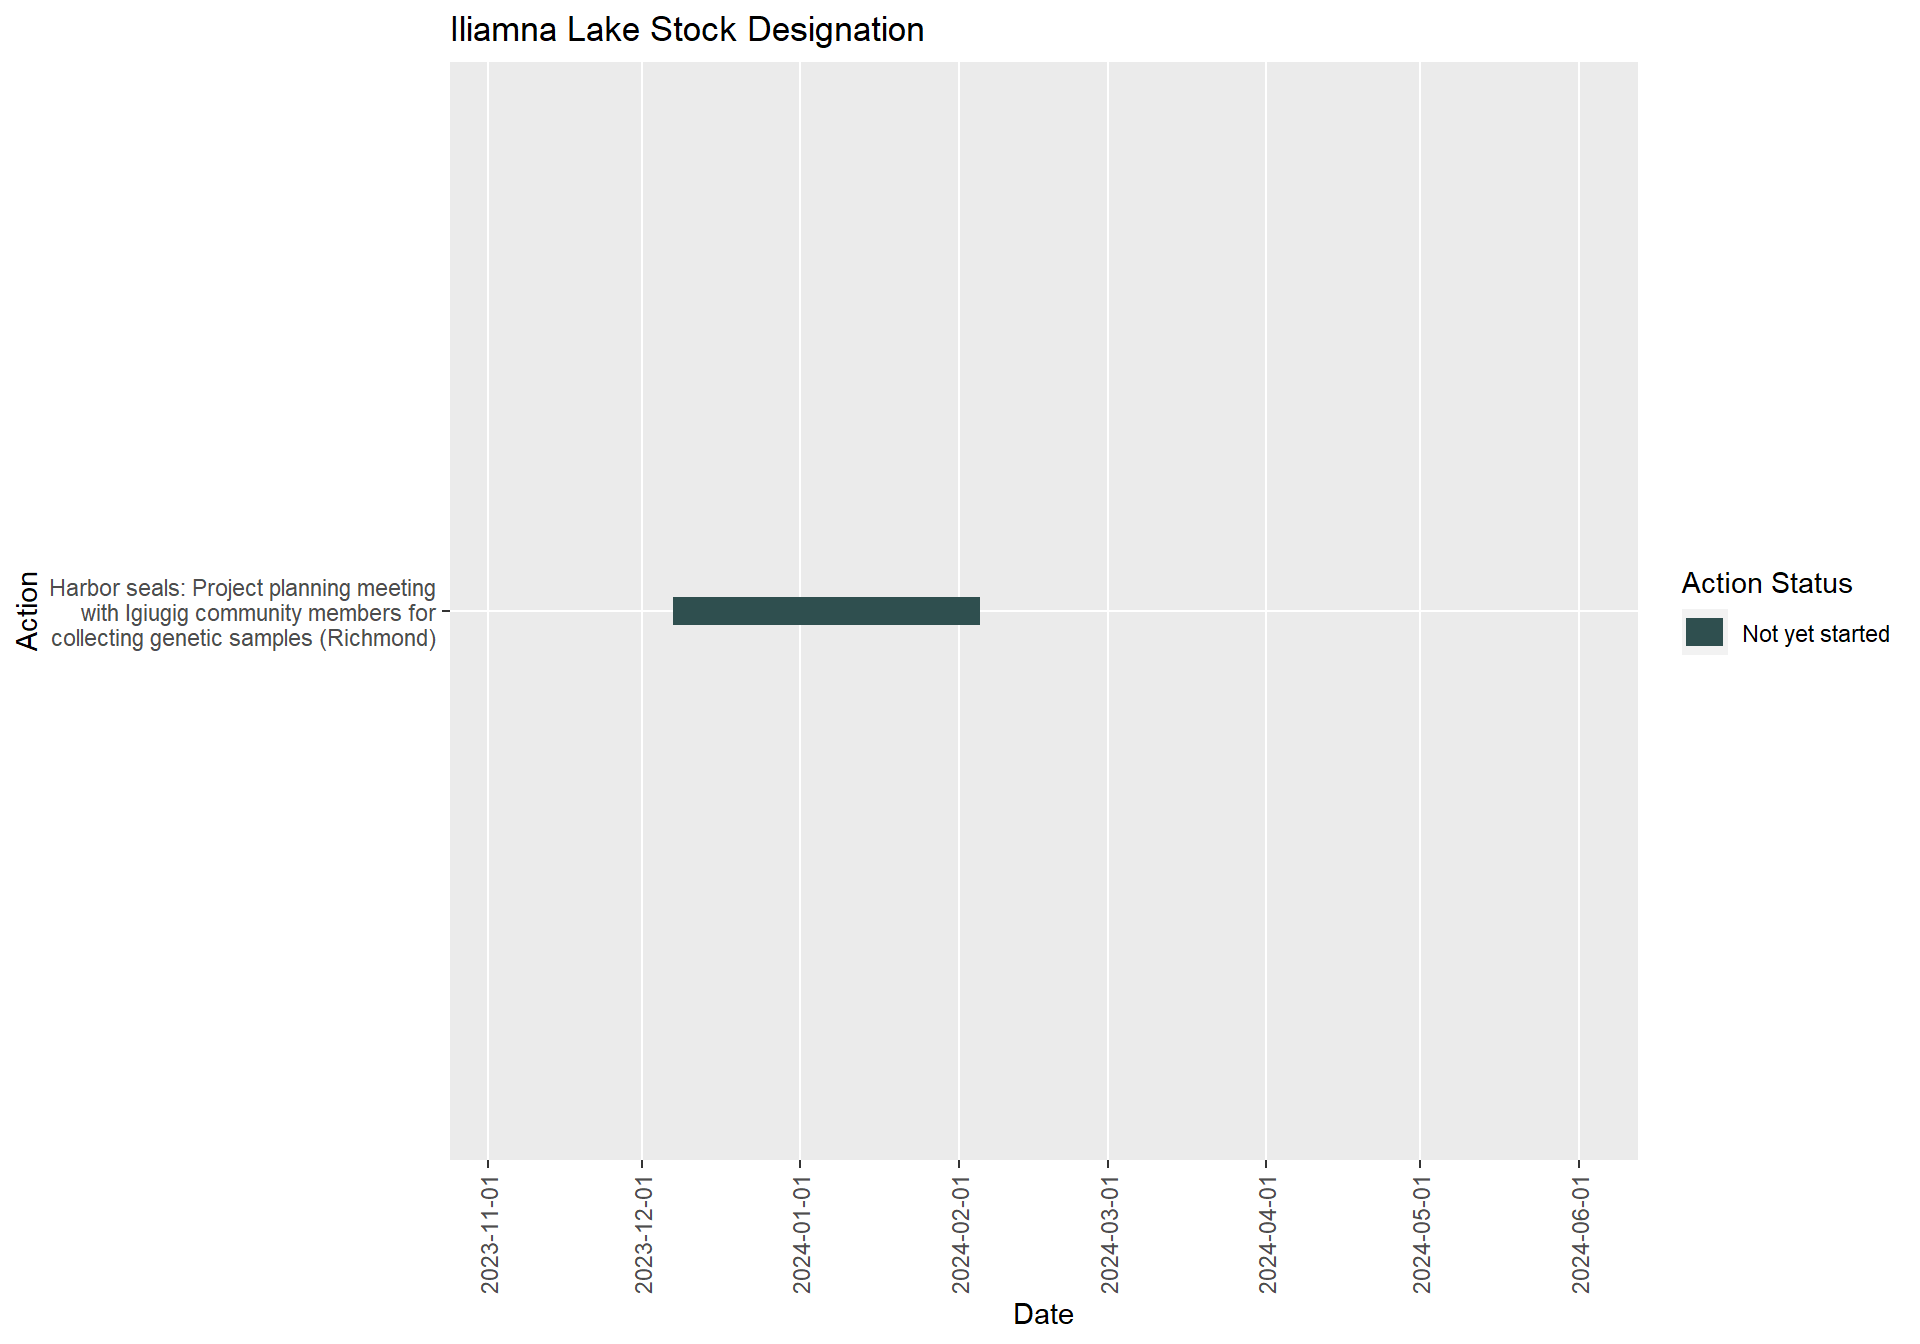 Iliamna Lake Stock Designation
Action
Harbor seals: Project planning meeting
with Igiugig community members for
collecting genetic samples (Richmond)
Action Status
Not yet started
2023-11-01
2023-12-01
2024-01-01
2024-02-01
2024-03-01
2024-04-01
2024-05-01
2024-06-01
Date